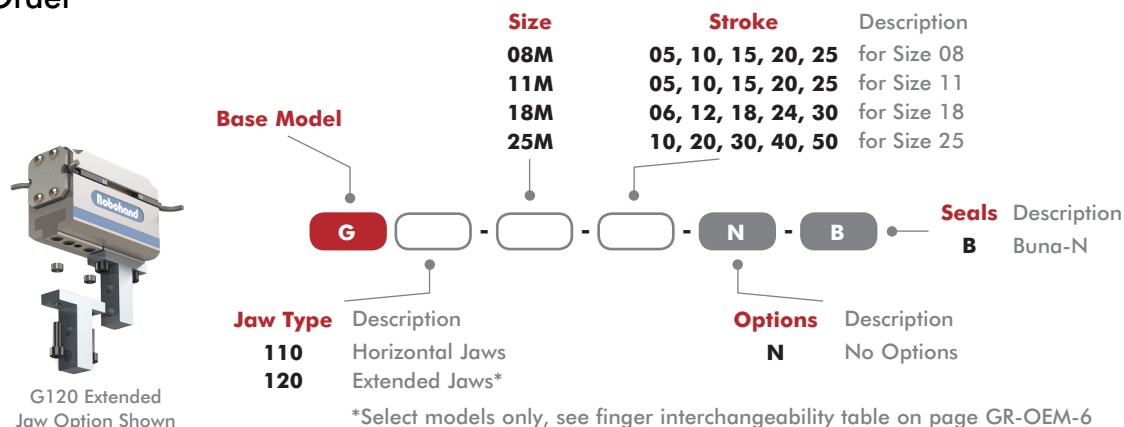 Order
Size Stroke Description
08M 05, 10, 15, 20, 25 for Size 08
11M 05, 10, 15, 20, 25 for Size 11
18M 06, 12, 18, 24, 30 for Size 18
25M 10, 20, 30, 40, 50 for Size 25
Base Model
Robohand
G - - - N - B
Seals Description
B Buna-N
Jaw Type Description
110 Horizontal Jaws
120 Extended Jaws*
Options Description
N No Options
G120 Extended
Jaw Option Shown
*Select models only, see finger interchangeability table on page GR-OEM-6